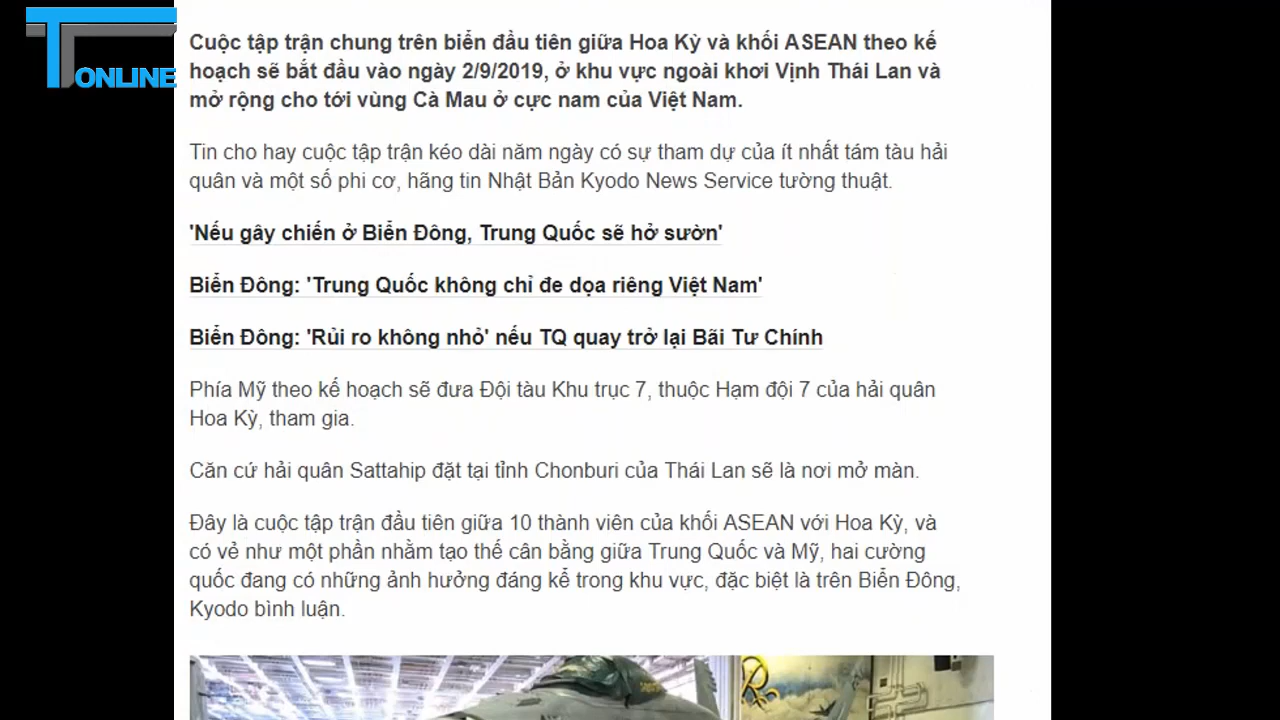 T
ONLINE
Cuộc tập trận chung trên biển đầu tiên giữa Hoa Kỳ và khối ASEAN theo kế
hoạch sẽ bắt đầu vào ngày 2/9/2019, ở khu vực ngoài khơi Vịnh Thái Lan và
mở rộng cho tới vùng Cà Mau ở cực nam của Việt Nam.
Tin cho hay cuộc tập trận kéo dài năm ngày có sự tham dự của ít nhất tám tàu hải
quân và một số phi cơ, hãng tin Nhật Bản Kyodo News Service tường thuật.
'Nếu gây chiến ở Biển Đông, Trung Quốc sẽ hở sườn'
Biển Đông: 'Trung Quốc không chỉ đe dọa riêng Việt Nam'
Biển Đông: 'Rủi ro không nhỏ' nếu TQ quay trở lại Bãi Tư Chính
Phía Mỹ theo kế hoạch sẽ đưa Đội tàu Khu trục 7, thuộc Hạm đội 7 của hải quân
Hoa Kỳ, tham gia.
Căn cứ hải quân Sattahip đặt tại tỉnh Chonburi của Thái Lan sẽ là nơi mở màn.
Đây là cuộc tập trận đầu tiên giữa 10 thành viên của khối ASEAN với Hoa Kỳ, và
có vẻ như một phần nhằm tạo thế cân bằng giữa Trung Quốc và Mỹ, hai cường
quốc đang có những ảnh hưởng đáng kể trong khu vực, đặc biệt là trên Biển Đông,
Kyodo bình luận.